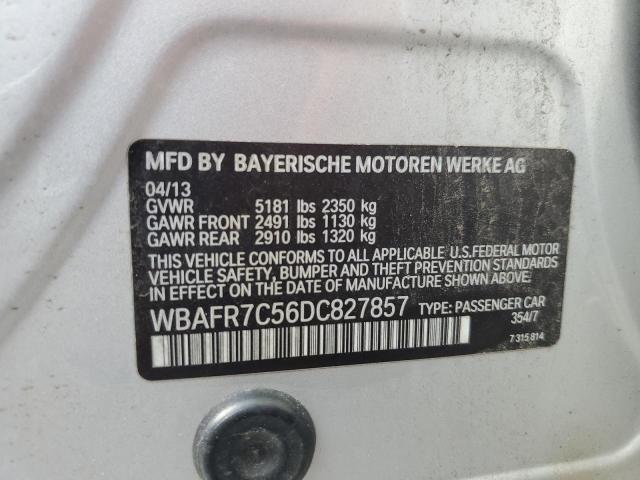 MFD BY BAYERISCHE MOTOREN WERKE AG
04/13
GVWR 5181 lbs 2350 kg
GAWR FRONT 2491 lbs 1130 kg
GAWR REAR 2910 lbs 1320 kg
THIS VEHICLE CONFORMS TO ALL APPLICABLE U.S.FEDERAL MOTOR
VEHICLE SAFETY, BUMPER AND THEFT PREVENTION STANDARDS
IN EFFECT ON THE DATE OF MANUFACTURE SHOWN ABOVE.
WBAFR7C56DC827857 TYPE: PASSENGER CAR
354/7
7 315 814